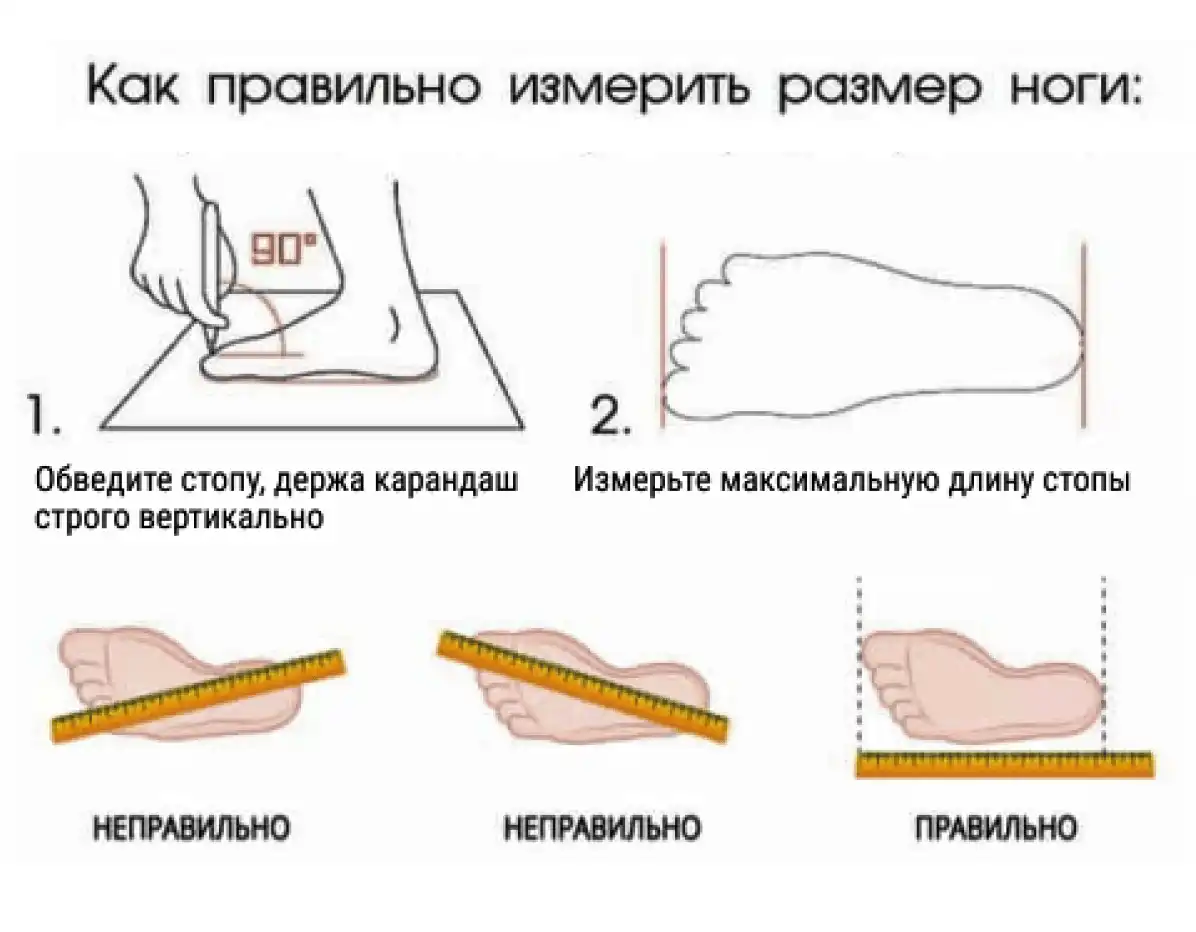 Как правильно измерить размер ноги:
90°
1.
Обведите стопу, держа карандаш
строго вертикально
2.
Измерьте максимальную длину стопы
НЕПРАВИЛЬНО
НЕПРАВИЛЬНО
ПРАВИЛЬНО